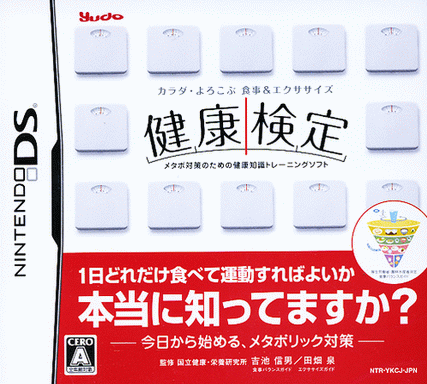 Yudo
カラダ・よろこぶ 食事&エクササイズ
健康検定
メタボ対策のための健康知識トレーニングソフト
NINTENDO DS
1日どれだけ食べて運動すればよいか
本当に知ってますか?
今日から始める、メタボリック対策
監修 国立健康・栄養研究所 吉池 信男/田畑 泉
食事バランスガイド エクササイズガイド
CERO A
全年齢対象
NTR-YKCJ-JPN